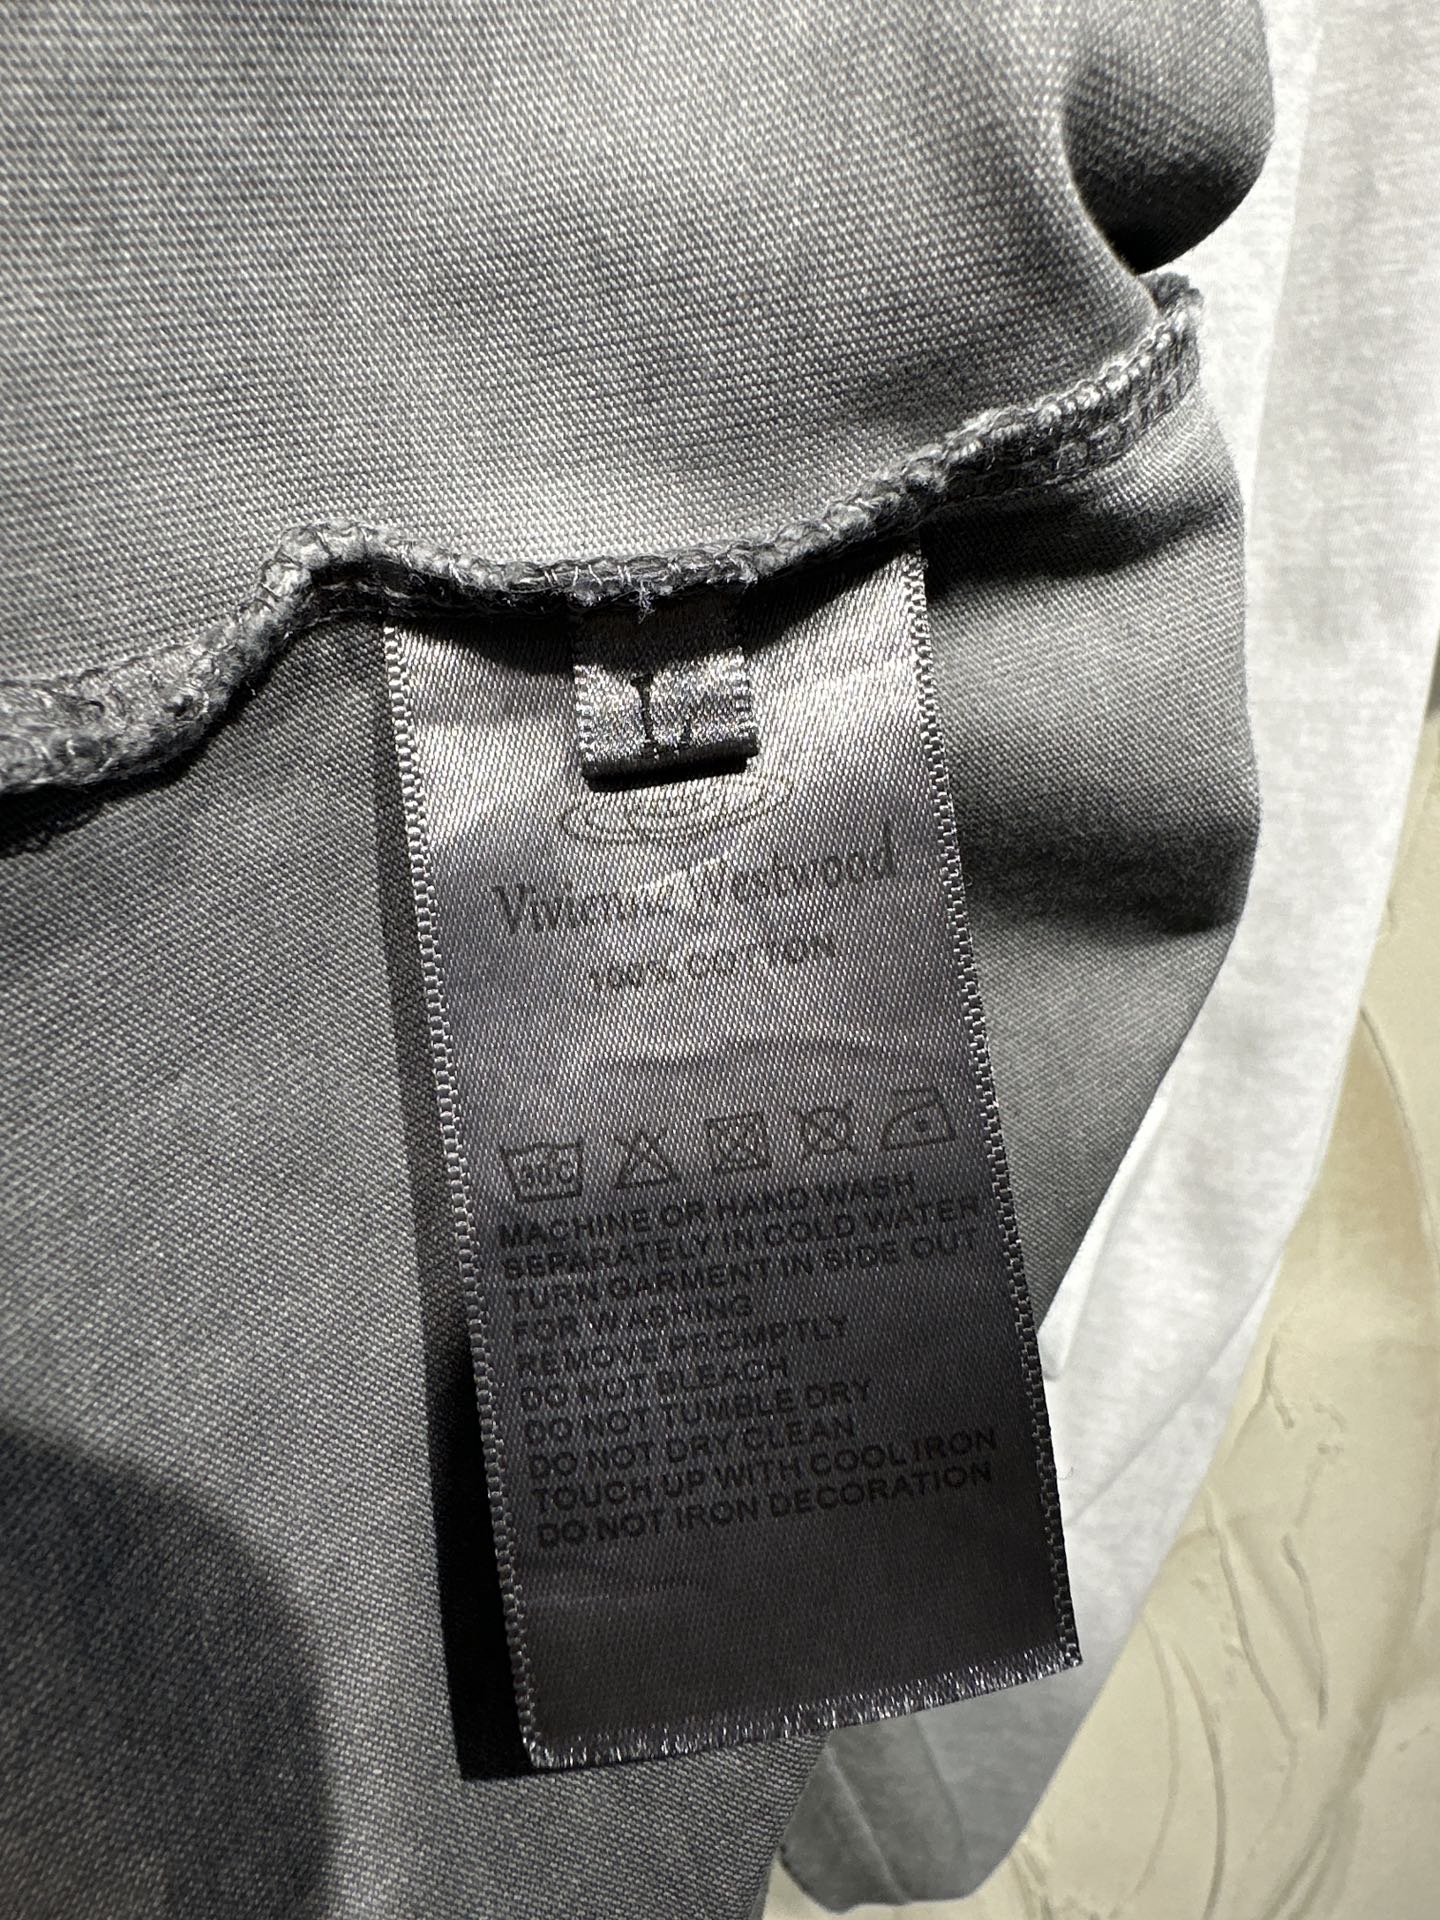 L
Vivienne Westwood
100% COTTON
30C
MACHINE OR HAND WASH
SEPARATELY IN COLD WATER
TURN GARMENT IN SIDE OUT
FOR WASHING
REMOVE PROMPTLY
DO NOT BLEACH
DO NOT TUMBLE DRY
DO NOT DRY CLEAN
TOUCH UP WITH COOL IRON
DO NOT IRON DECORATION